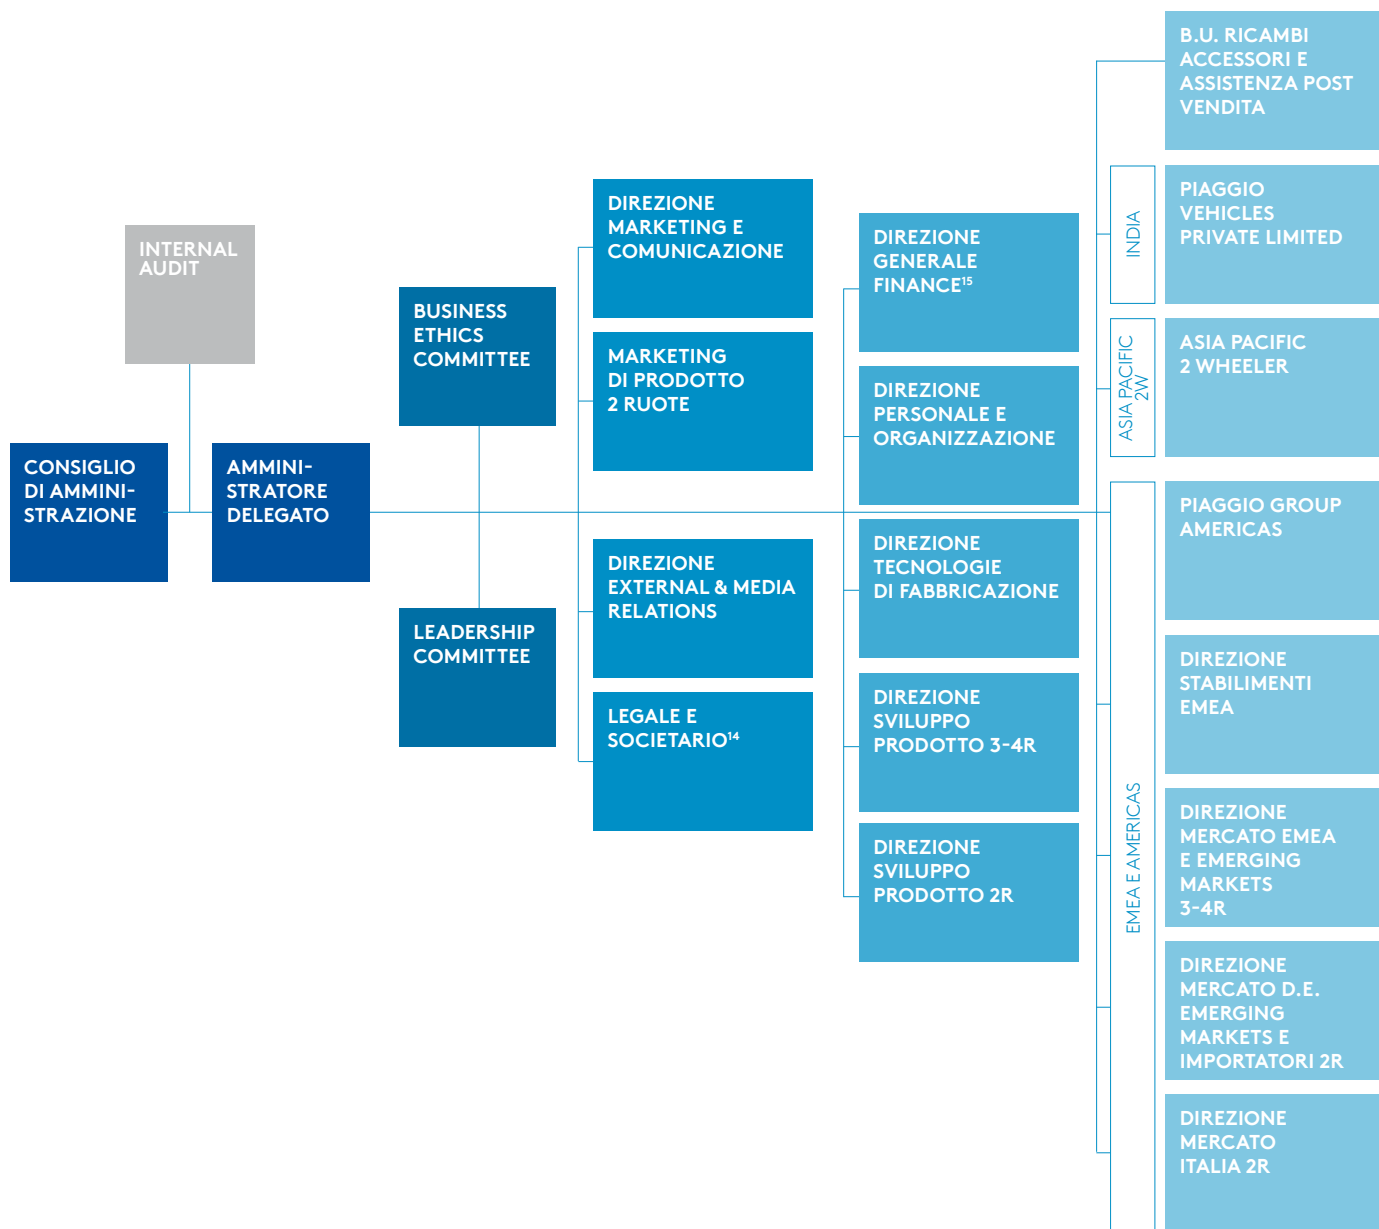 INTERNAL
AUDIT
CONSIGLIO
DI AMMINI-
STRAZIONE
AMMINI-
STRATORE
DELEGATO
BUSINESS
ETHICS
COMMITTEE
LEADERSHIP
COMMITTEE
DIREZIONE
MARKETING E
COMUNICAZIONE
MARKETING
DI PRODOTTO
2 RUOTE
DIREZIONE
EXTERNAL & MEDIA
RELATIONS
LEGALE E
SOCIETARIO¹⁴
DIREZIONE
GENERALE
FINANCE¹⁵
DIREZIONE
PERSONALE E
ORGANIZZAZIONE
DIREZIONE
TECNOLOGIE
DI FABBRICAZIONE
DIREZIONE
SVILUPPO
PRODOTTO 3-4R
DIREZIONE
SVILUPPO
PRODOTTO 2R
B.U. RICAMBI
ACCESSORI E
ASSISTENZA POST
VENDITA
INDIA
PIAGGIO
VEHICLES
PRIVATE LIMITED
ASIA PACIFIC
2W
ASIA PACIFIC
2 WHEELER
EMEA E AMERICAS
PIAGGIO GROUP
AMERICAS
DIREZIONE
STABILIMENTI
EMEA
DIREZIONE
MERCATO EMEA
E EMERGING
MARKETS
3-4R
DIREZIONE
MERCATO D.E.
EMERGING
MARKETS E
IMPORTATORI 2R
DIREZIONE
MERCATO
ITALIA 2R